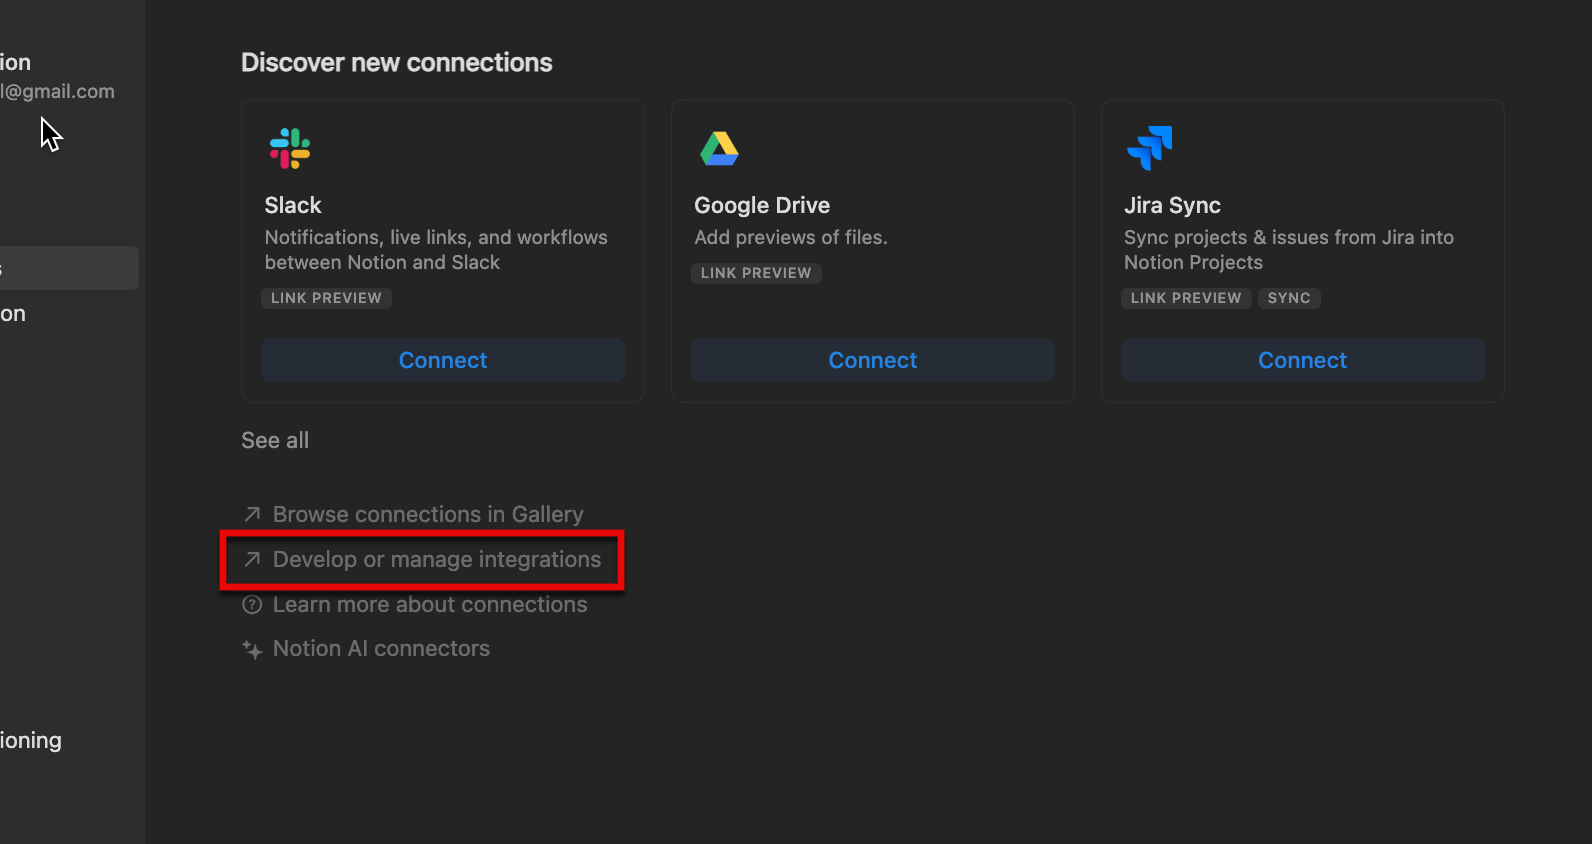 ion
l@gmail.com
s
on
ioning
Discover new connections
Slack
Notifications, live links, and workflows
between Notion and Slack
LINK PREVIEW
Connect
Google Drive
Add previews of files.
LINK PREVIEW
Connect
Jira Sync
Sync projects & issues from Jira into
Notion Projects
LINK PREVIEW SYNC
Connect
See all
Browse connections in Gallery
Develop or manage integrations
Learn more about connections
Notion AI connectors